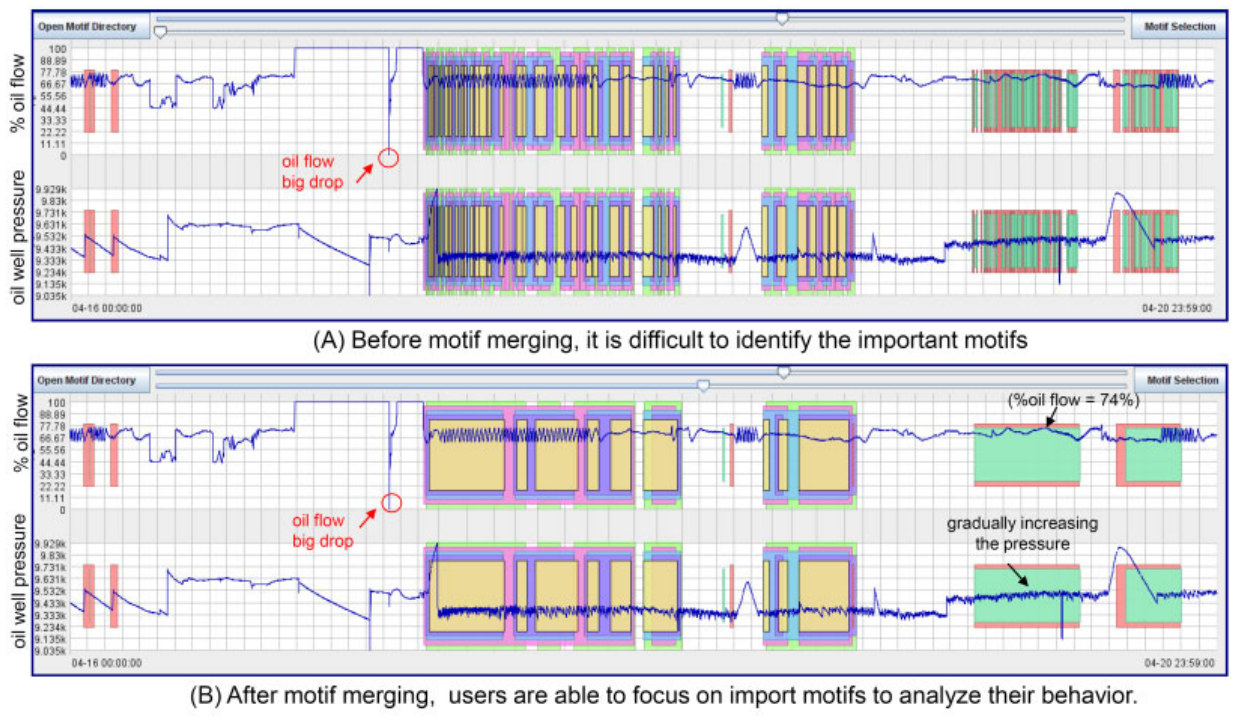 Open Motif Directory
Motif Selection
% oil flow
100
88.89
77.78
66.67
55.56
44.44
33.33
22.22
11.11
0
oil flow
big drop
oil well pressure
9.929k
9.83k
9.731k
9.631k
9.532k
9.433k
9.333k
9.234k
9.135k
9.035k
04-16 00:00:00
04-20 23:59:00
(A) Before motif merging, it is difficult to identify the important motifs
Open Motif Directory
Motif Selection
% oil flow
100
88.89
77.78
66.67
55.56
44.44
33.33
22.22
11.11
0
(%oil flow = 74%)
oil flow
big drop
oil well pressure
9.929k
9.83k
9.731k
9.631k
9.532k
9.433k
9.333k
9.234k
9.135k
9.035k
gradually increasing
the pressure
04-16 00:00:00
04-20 23:59:00
(B) After motif merging, users are able to focus on import motifs to analyze their behavior.